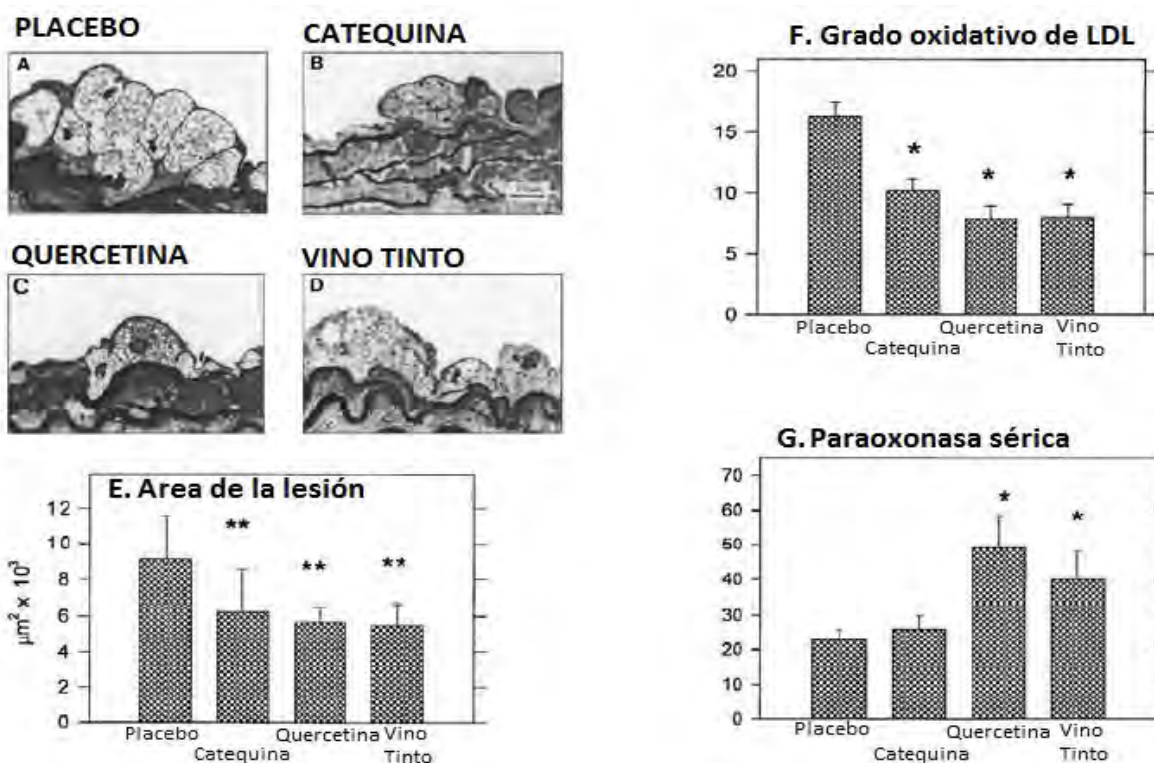 PLACEBO
A
CATEQUINA
B
QUERCETINA
C
VINO TINTO
D
E. Area de la lesión
µm² x 10³
12
10
8
6
4
2
0
**
**
**
Placebo
Catequina
Quercetina
Vino
Tinto
F. Grado oxidativo de LDL
20
15
10
5
0
*
*
*
Placebo
Catequina
Quercetina
Vino
Tinto
G. Paraoxonasa sérica
70
60
50
40
30
20
10
0
*
*
Placebo
Catequina
Quercetina
Vino
Tinto